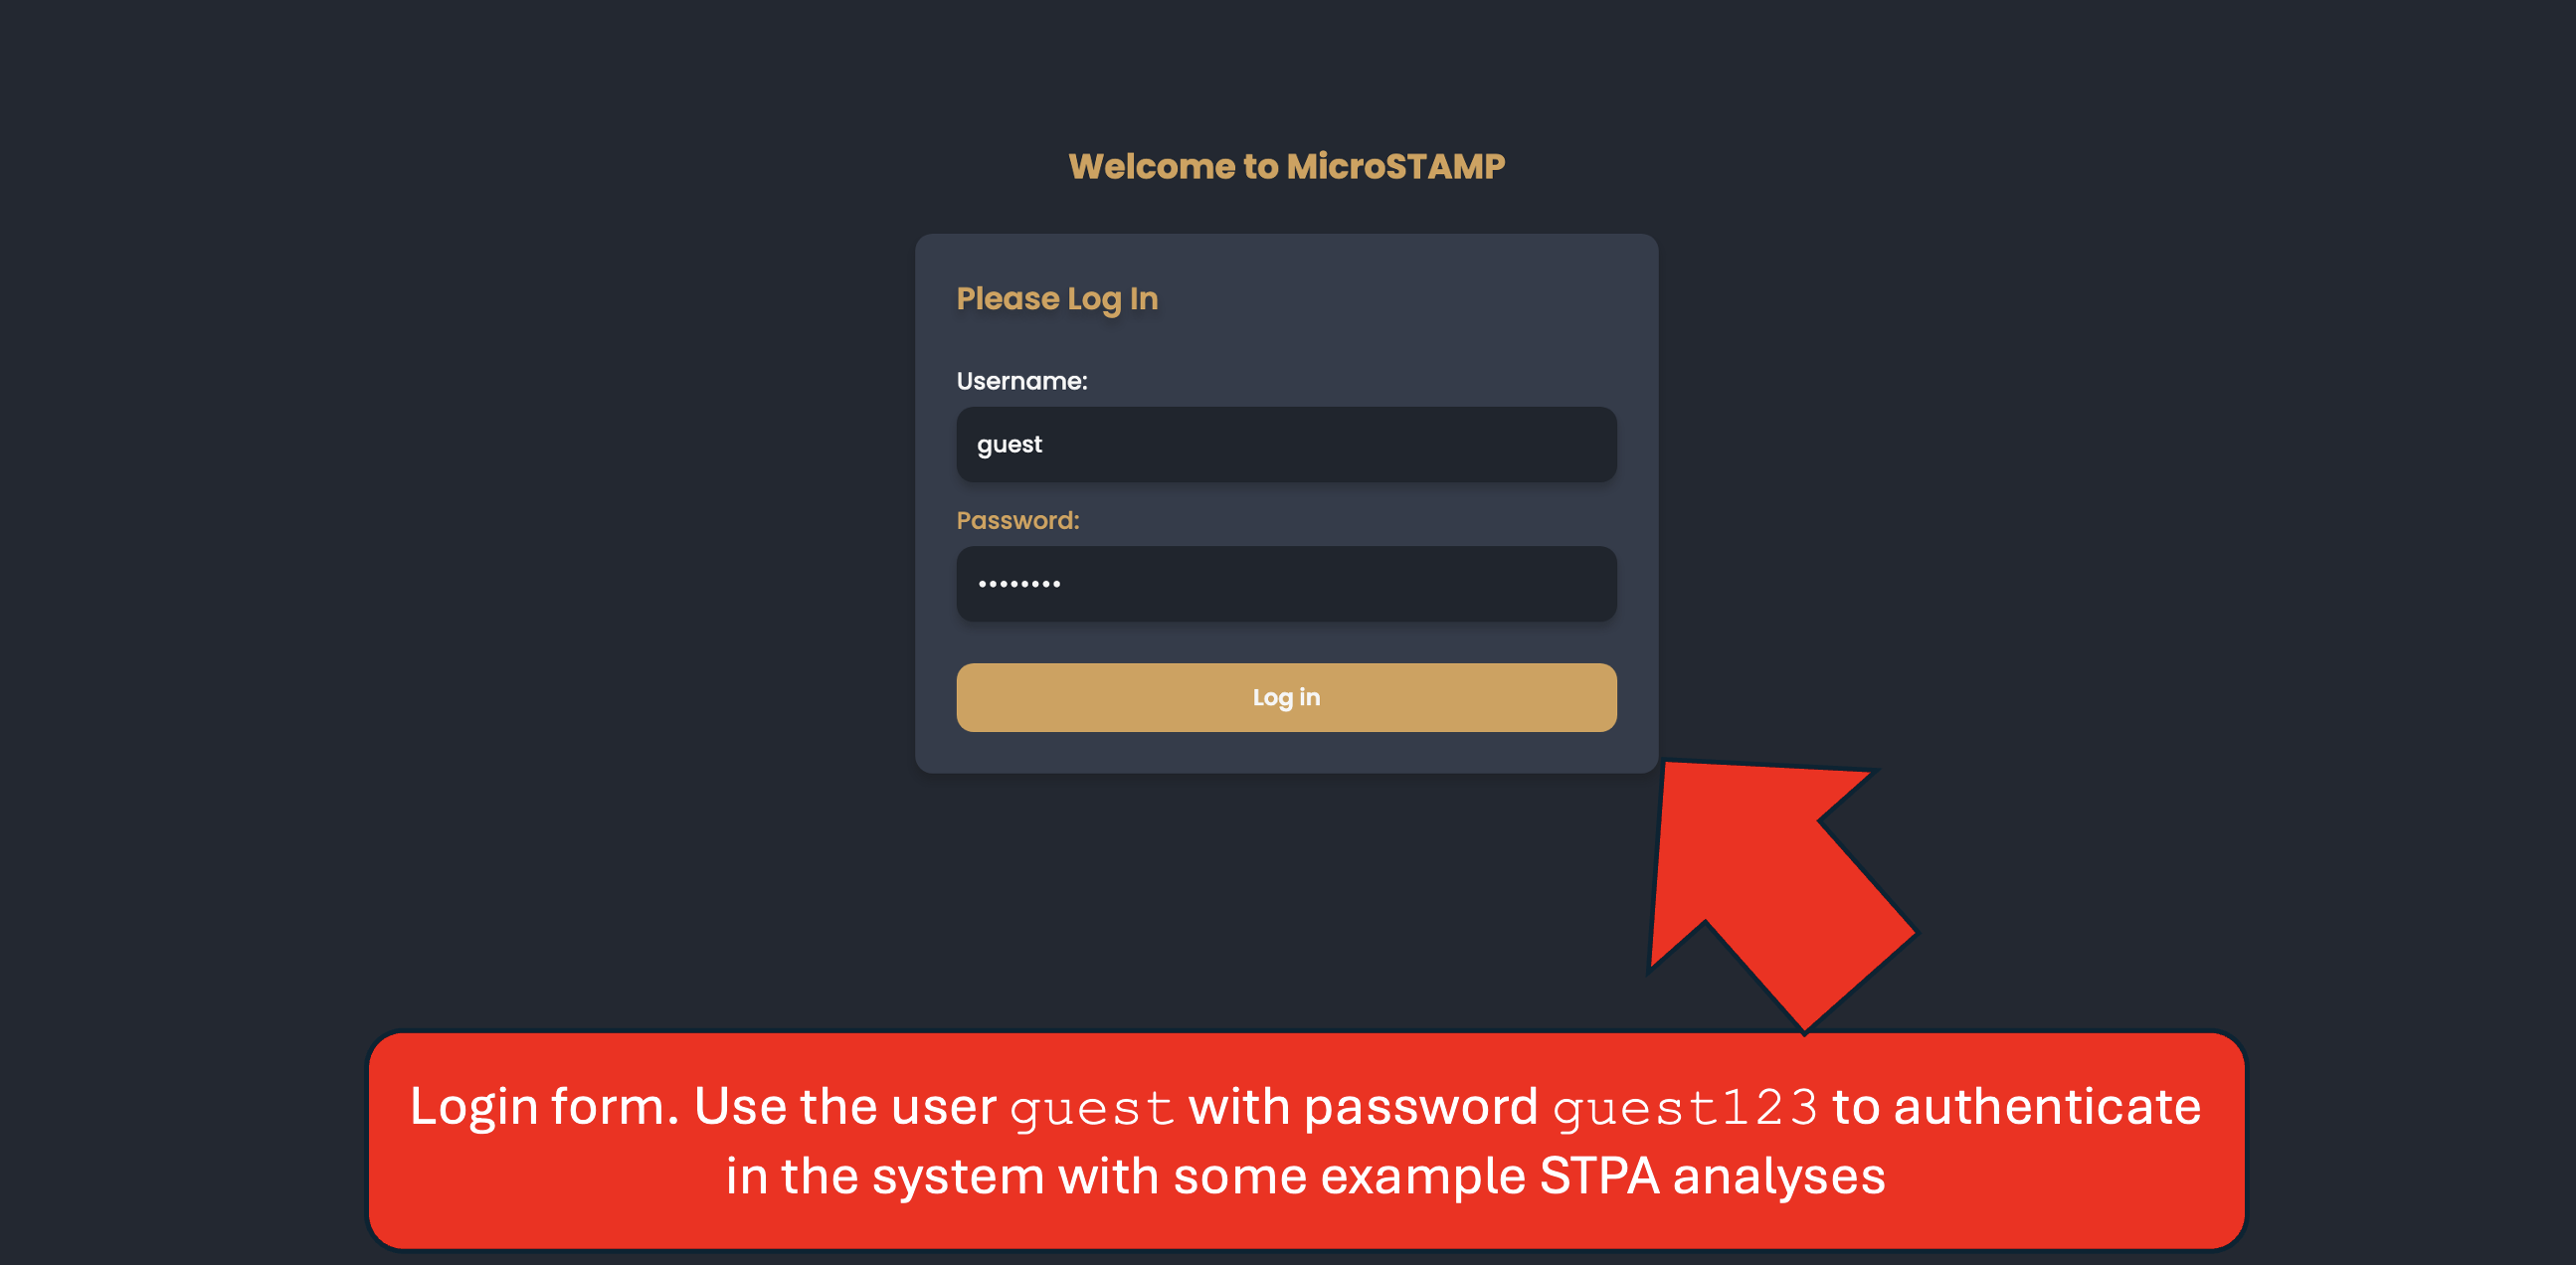 Welcome to MicroSTAMP
Please Log In
Username:
guest
Password:
••••••••
Log in
Login form. Use the user guest with password guest123 to authenticate
in the system with some example STPA analyses